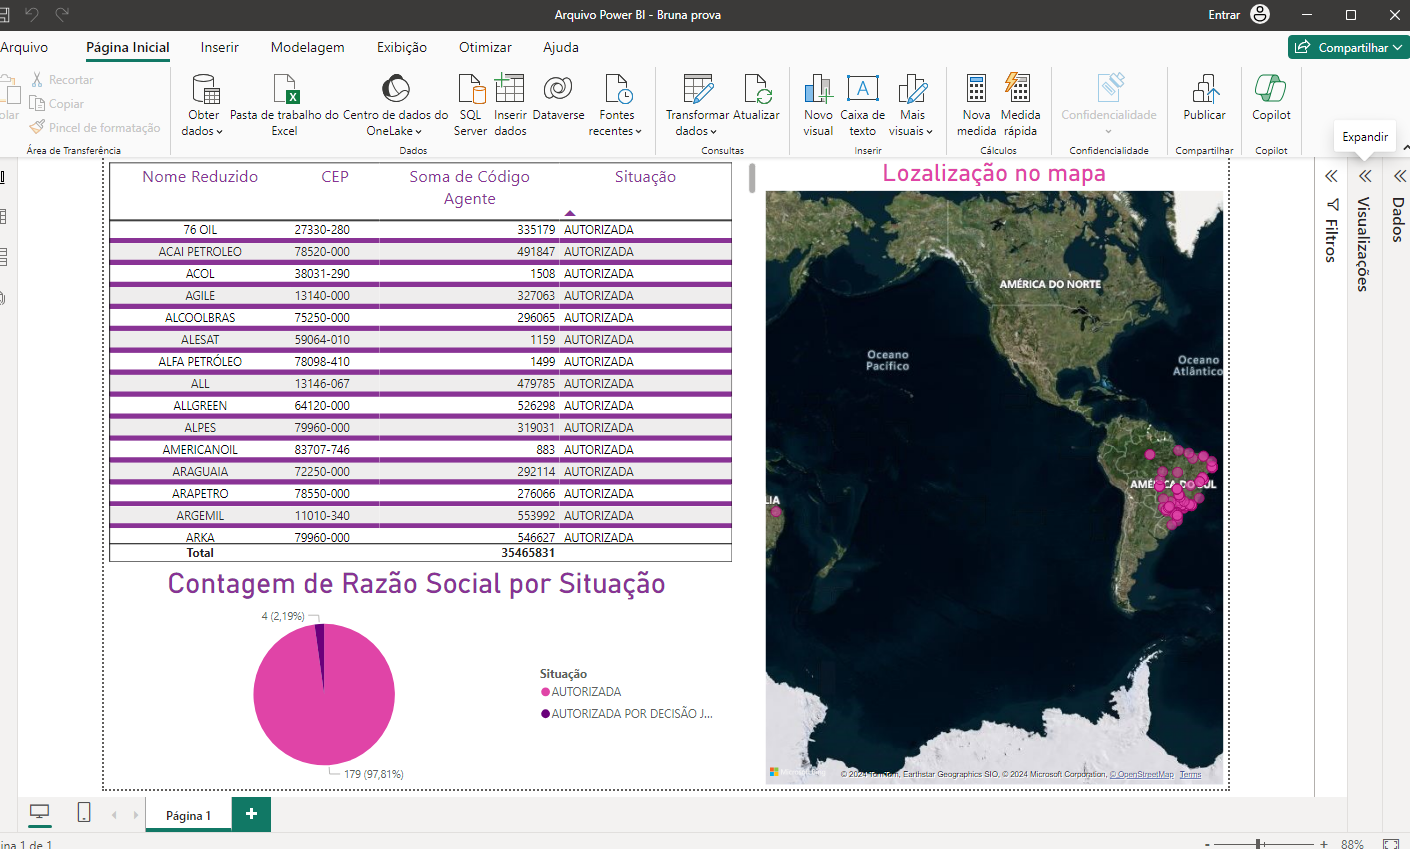 Arquivo Power BI - Bruna prova
Entrar
Arquivo
Página Inicial
Inserir
Modelagem
Exibição
Otimizar
Ajuda
Compartilhar
Recortar
Copiar
Pincel de formatação
Área de Transferência
Obter dados
Pasta de trabalho do Excel
Centro de dados do OneLake
SQL Server
Inserir dados
Dataverse
Fontes recentes
Dados
Transformar dados
Atualizar
Consultas
Novo visual
Caixa de texto
Mais visuais
Inserir
Nova medida
Medida rápida
Cálculos
Confidencialidade
Confidencialidade
Publicar
Compartilhar
Copilot
Copilot
Expandir
Nome Reduzido CEP Soma de Código Agente Situação
76 OIL 27330-280 335179 AUTORIZADA
ACAI PETROLEO 78520-000 491847 AUTORIZADA
ACOL 38031-290 1508 AUTORIZADA
AGILE 13140-000 327063 AUTORIZADA
ALCOOLBRAS 75250-000 296065 AUTORIZADA
ALESAT 59064-010 1159 AUTORIZADA
ALFA PETRÓLEO 78098-410 1499 AUTORIZADA
ALL 13146-067 479785 AUTORIZADA
ALLGREEN 64120-000 526298 AUTORIZADA
ALPES 79960-000 319031 AUTORIZADA
AMERICANOIL 83707-746 883 AUTORIZADA
ARAGUAIA 72250-000 292114 AUTORIZADA
ARAPETRO 78550-000 276066 AUTORIZADA
ARGEMIL 11010-340 553992 AUTORIZADA
ARKA 79960-000 546627 AUTORIZADA
Total 35465831
Contagem de Razão Social por Situação
4 (2,19%)
179 (97,81%)
Situação
AUTORIZADA
AUTORIZADA POR DECISÃO J...
Lozalização no mapa
AMÉRICA DO NORTE
Oceano
Pacífico
Oceano
Atlântico
AMÉRICA DO SUL
LIA
© 2024 TomTom, Earthstar Geographics SIO, © 2024 Microsoft Corporation, © OpenStreetMap Terms
Filtros
Visualizações
Dados
Página 1
ina 1 de 1
88%